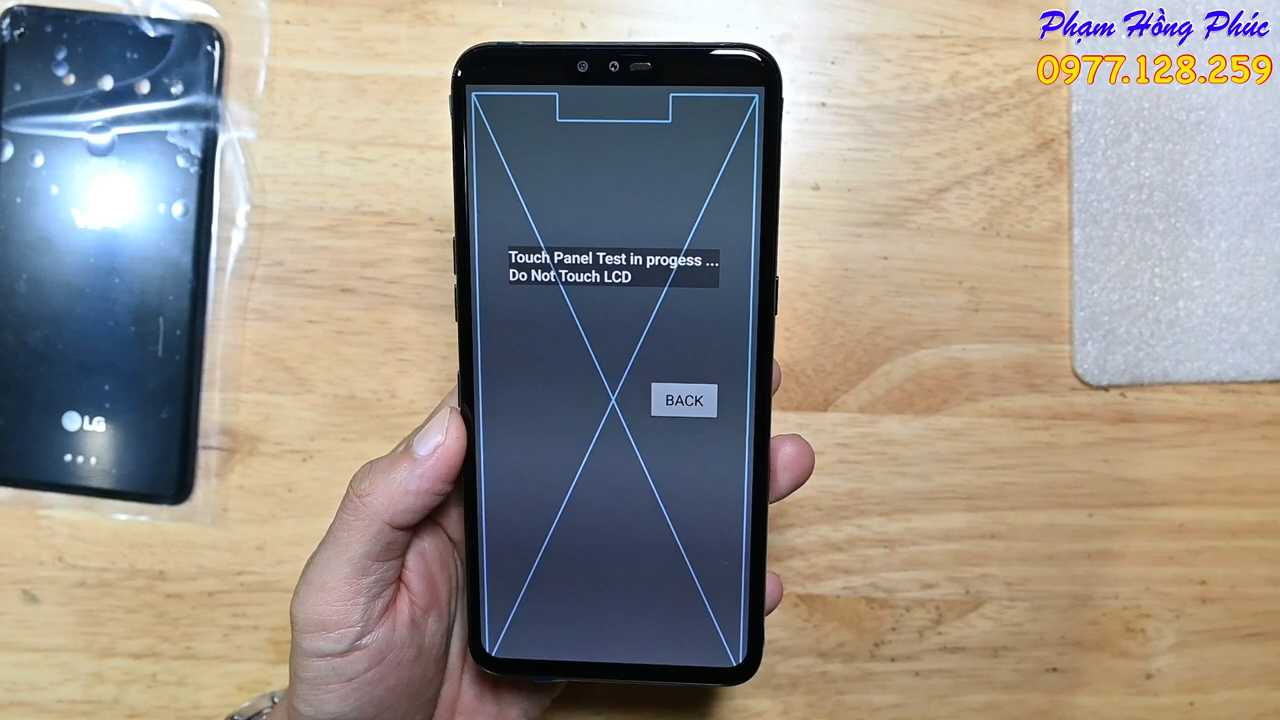 Phạm Hồng Phúc
0977.128.259
Touch Panel Test in progess ...
Do Not Touch LCD
BACK
LG